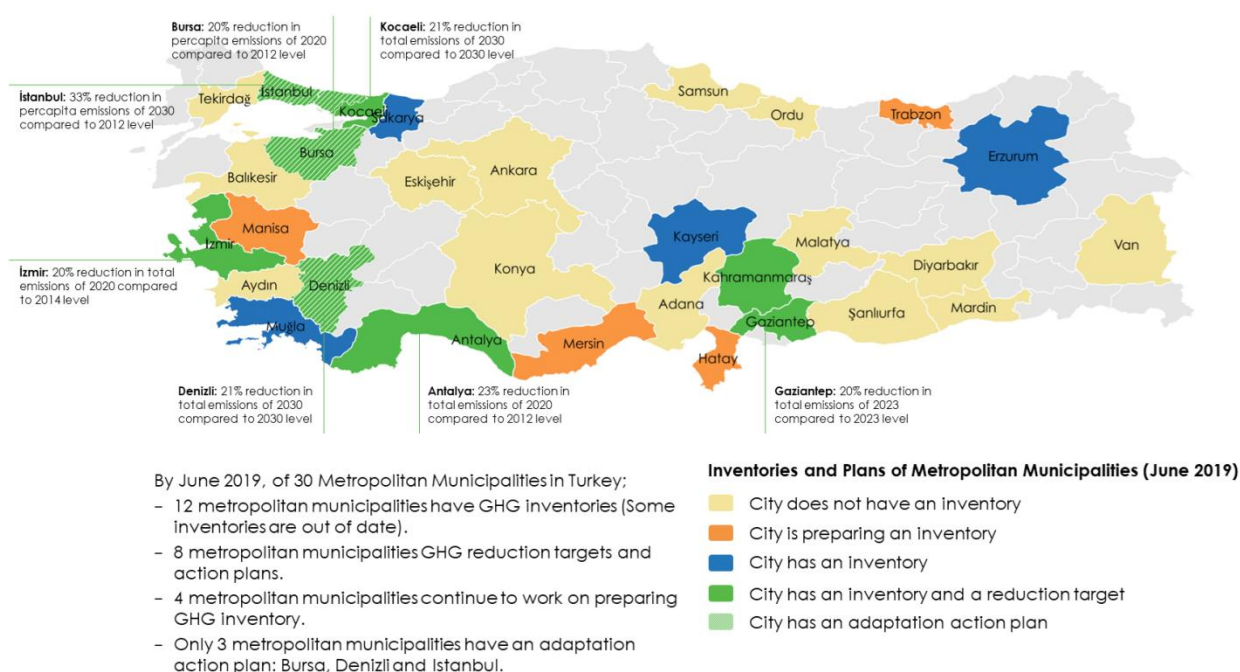 Bursa: 20% reduction in
percapita emissions of 2020
compared to 2012 level
Kocaeli: 21% reduction in
total emissions of 2030
compared to 2030 level
İstanbul: 33% reduction in
percapita emissions of 2030
compared to 2012 level
Tekirdağ
İstanbul
Kocaeli
Sakarya
Samsun
Ordu
Trabzon
Erzurum
Bursa
Balıkesir
Eskişehir
Ankara
Manisa
İzmir
Kayseri
Malatya
Van
Konya
Diyarbakır
Aydın
Denizli
Kahramanmaraş
Adana
Şanlıurfa
Mardin
Gaziantep
Muğla
Antalya
Mersin
Hatay
İzmir: 20% reduction in total
emissions of 2020 compared
to 2014 level
Denizli: 21% reduction in
total emissions of 2030
compared to 2030 level
Antalya: 23% reduction in
total emissions of 2020
compared to 2012 level
Gaziantep: 20% reduction in
total emissions of 2023
compared to 2023 level
By June 2019, of 30 Metropolitan Municipalities in Turkey;
- 12 metropolitan municipalities have GHG inventories (Some
inventories are out of date).
- 8 metropolitan municipalities GHG reduction targets and
action plans.
- 4 metropolitan municipalities continue to work on preparing
GHG inventory.
- Only 3 metropolitan municipalities have an adaptation
action plan: Bursa, Denizli and Istanbul.
Inventories and Plans of Metropolitan Municipalities (June 2019)
City does not have an inventory
City is preparing an inventory
City has an inventory
City has an inventory and a reduction target
City has an adaptation action plan